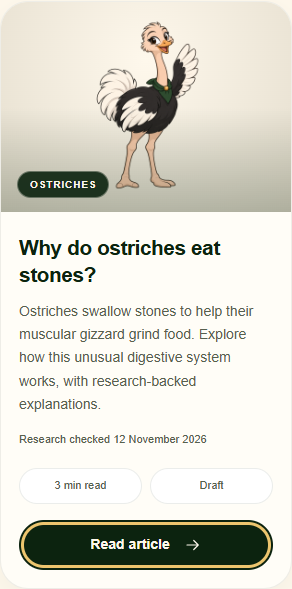 OSTRICHES
Why do ostriches eat
stones?
Ostriches swallow stones to help their
muscular gizzard grind food. Explore
how this unusual digestive system
works, with research-backed
explanations.
Research checked 12 November 2026
3 min read
Draft
Read article →